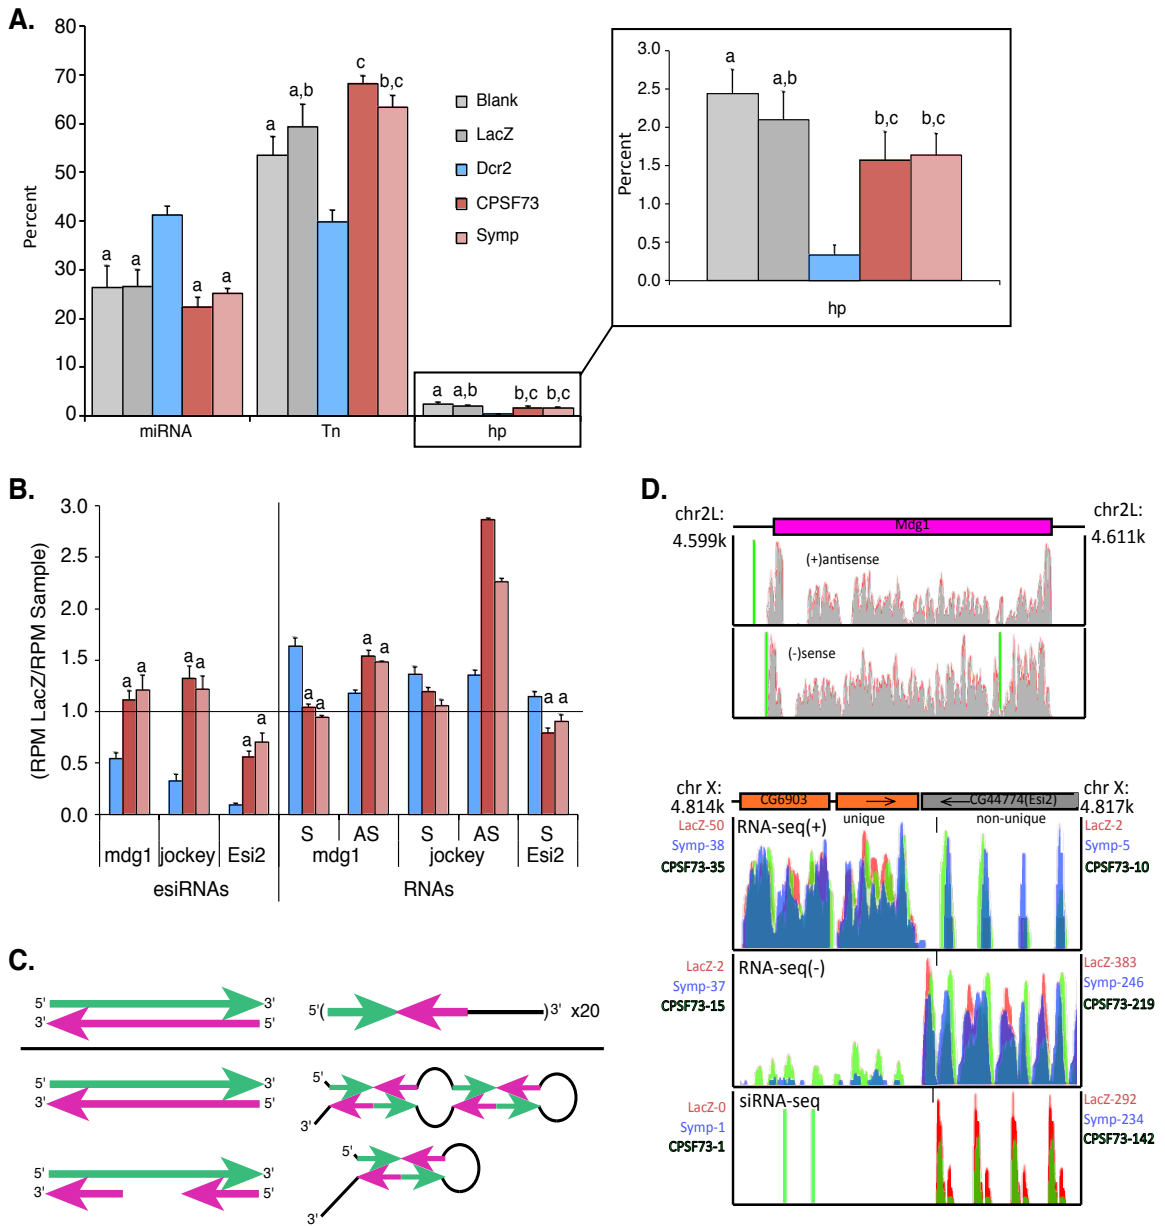 A.
80
70
60
50
40
30
20
10
0
Percent
a
a
a
a
a
a,b
c
b,c
a
a,b
b,c
b,c
miRNA
Tn
hp
Blank
LacZ
Dcr2
CPSF73
Symp
3.0
2.5
2.0
1.5
1.0
0.5
0.0
Percent
a
a,b
b,c
b,c
hp
B.
3.0
2.5
2.0
1.5
1.0
0.5
0.0
(RPM LacZ/RPM Sample)
a
a
a
a
a
a
a
a
a
a
a
a
S
AS
S
AS
S
mdg1
jockey
Esi2
mdg1
jockey
Esi2
esiRNAs
RNAs
C.
5'
3'
3'
5'
5'(
)3'
x20
5'
3'
3'
5'
5'
3'
5'
3'
3'
5'
5'
3'
D.
chr2L:
4.599k
Mdg1
chr2L:
4.611k
(+)antisense
(-)sense
chr X:
4.814k
CG6903
CG44774(Esi2)
chr X:
4.817k
unique
non-unique
LacZ-50
Symp-38
CPSF73-35
RNA-seq(+)
LacZ-2
Symp-5
CPSF73-10
LacZ-2
Symp-37
CPSF73-15
RNA-seq(-)
LacZ-383
Symp-246
CPSF73-219
LacZ-0
Symp-1
CPSF73-1
siRNA-seq
LacZ-292
Symp-234
CPSF73-142